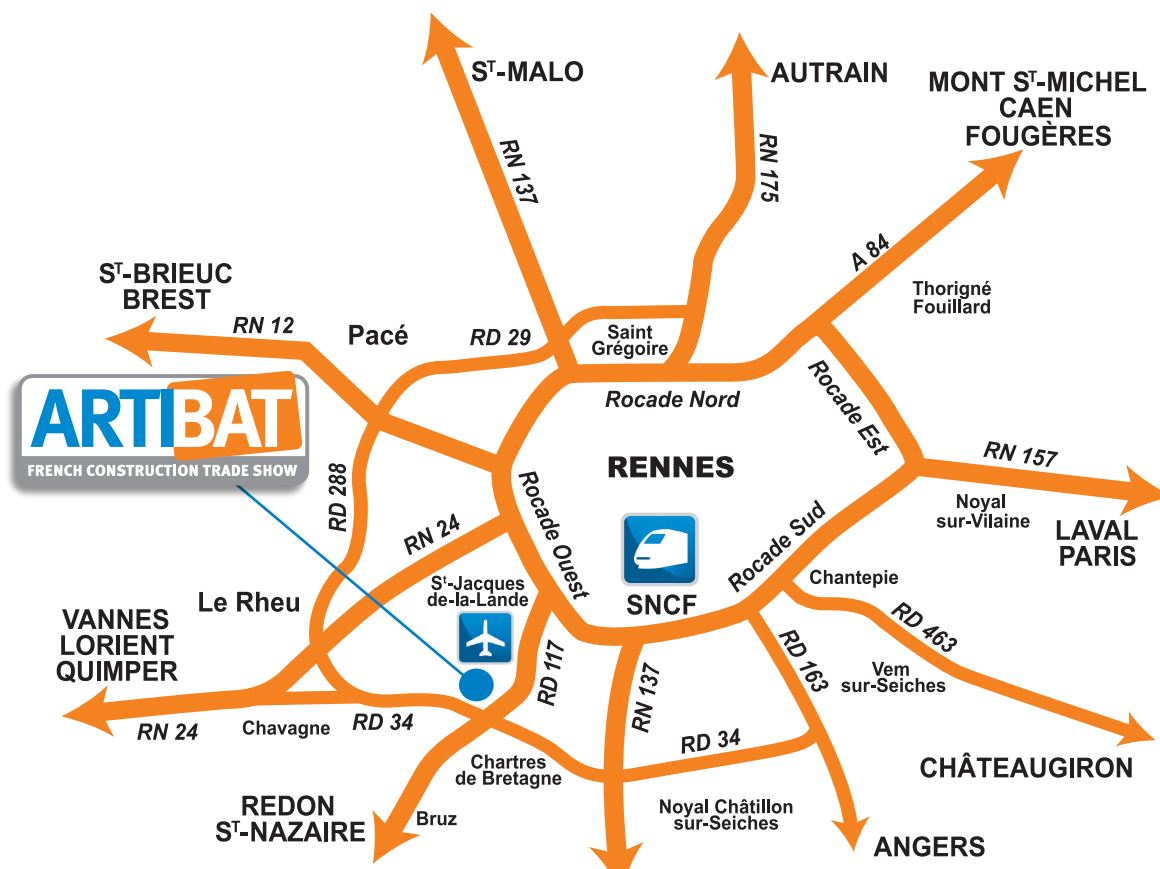 Sᵀ-MALO
AUTRAIN
MONT Sᵀ-MICHEL
CAEN
FOUGÈRES
RN 137
RN 175
A 84
Sᵀ-BRIEUC
BREST
Thorigné
Fouillard
RN 12
Pacé
RD 29
Saint
Grégoire
Rocade Nord
Rocade Est
ARTIBAT
FRENCH CONSTRUCTION TRADE SHOW
RENNES
RN 157
RD 288
Rocade Ouest
Noyal
sur-Vilaine
LAVAL
PARIS
RN 24
Rocade Sud
Sᵗ-Jacques
de-la-Lande
SNCF
Chantepie
Le Rheu
VANNES
LORIENT
QUIMPER
RD 463
RD 117
RN 137
RD 163
Vem
sur-Seiches
RN 24
Chavagne
RD 34
RD 34
Chartres
de Bretagne
CHÂTEAUGIRON
REDON
Sᵀ-NAZAIRE
Bruz
Noyal Châtillon
sur-Seiches
ANGERS